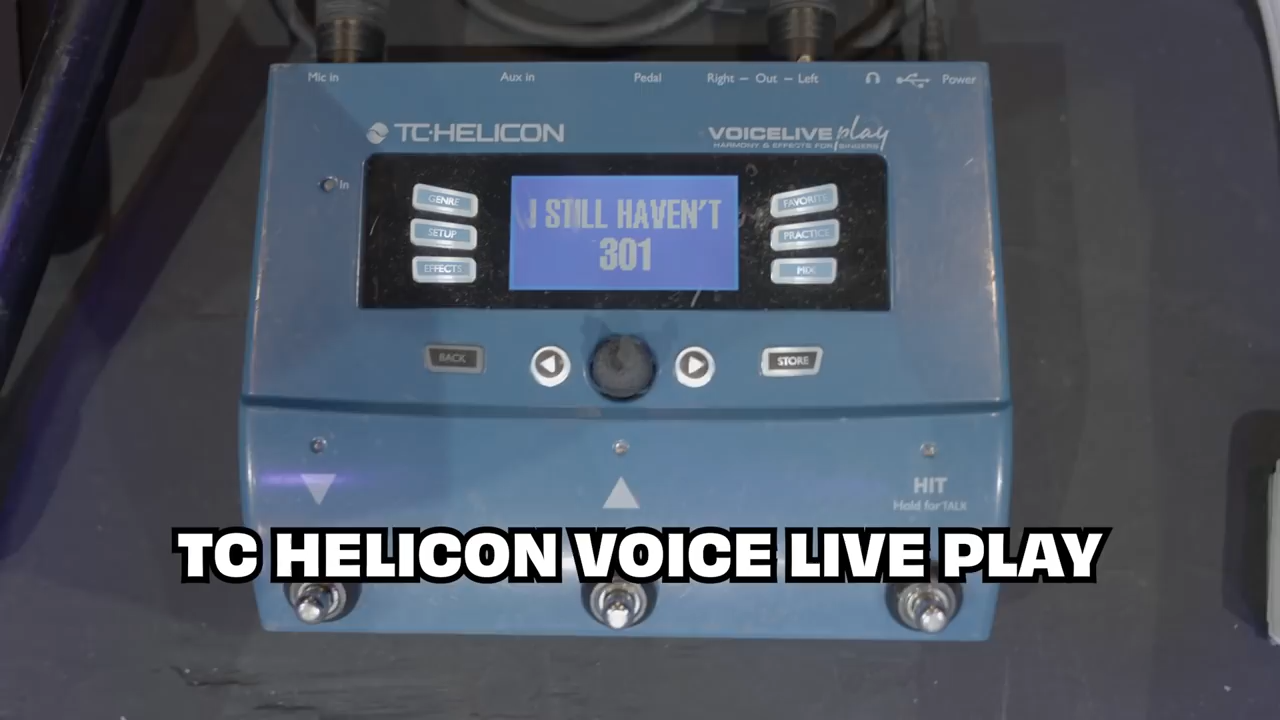 Mic in Aux in Pedal Right – Out – Left Power
TC·HELICON VOICELIVE play
HARMONY & EFFECTS FOR SINGERS
In
GENRE I STILL HAVEN'T FAVORITE
SETUP 301 PRACTICE
EFFECTS MIX
BACK STORE
HIT
Hold for TALK
TC HELICON VOICE LIVE PLAY